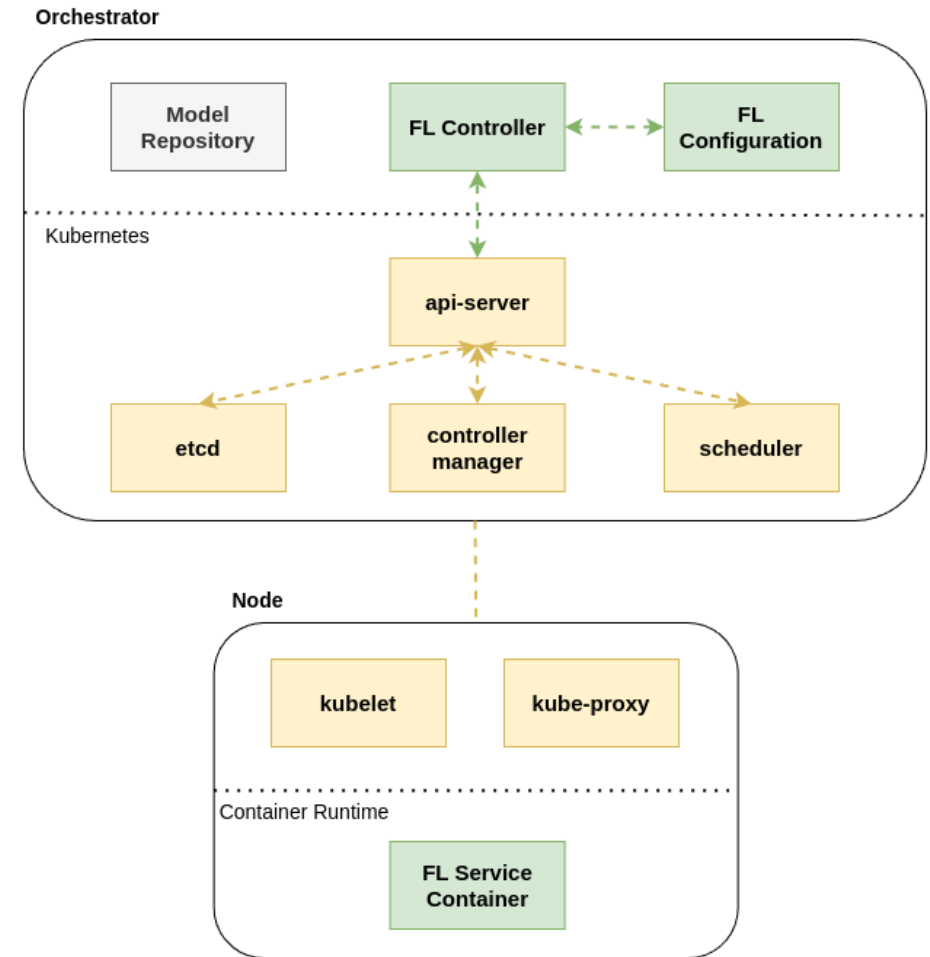 Orchestrator
Model
Repository
FL Controller
FL
Configuration
Kubernetes
api-server
etcd
controller
manager
scheduler
Node
kubelet
kube-proxy
Container Runtime
FL Service
Container